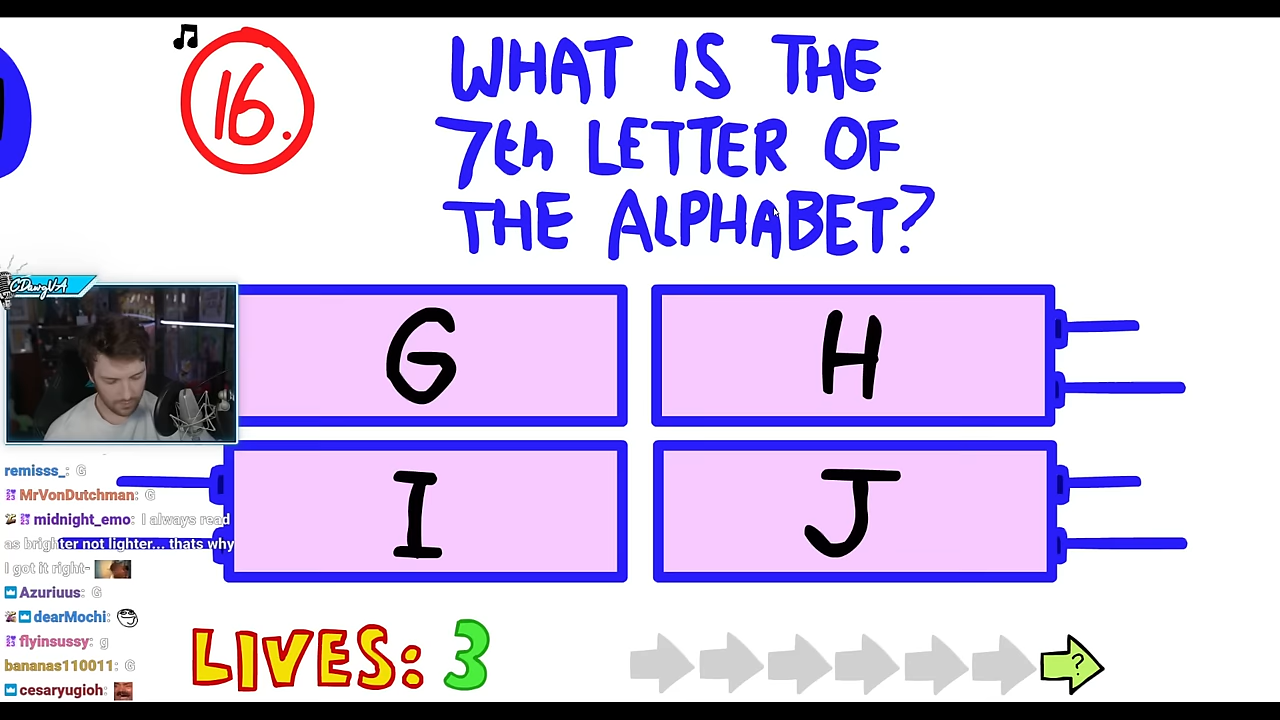 16.
WHAT IS THE
7th LETTER OF
THE ALPHABET?
G
H
I
J
CDawgVA
remisss_: G
MrVonDutchman: G
midnight_emo: I always read
as brighter not lighter... thats why
I got it right-
Azuriuus: G
dearMochi:
flyinsussy: g
bananas110011: G
cesaryugioh:
LIVES: 3
?